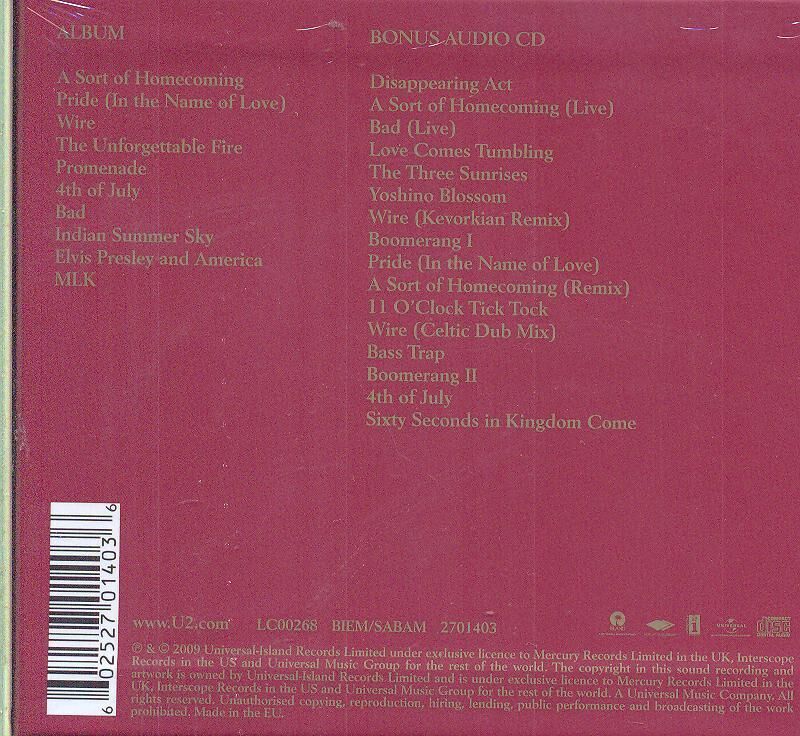 ALBUM
A Sort of Homecoming
Pride (In the Name of Love)
Wire
The Unforgettable Fire
Promenade
4th of July
Bad
Indian Summer Sky
Elvis Presley and America
MLK
BONUS AUDIO CD
Disappearing Act
A Sort of Homecoming (Live)
Bad (Live)
Love Comes Tumbling
The Three Sunrises
Yoshino Blossom
Wire (Kevorkian Remix)
Boomerang I
Pride (In the Name of Love)
A Sort of Homecoming (Remix)
11 O'Clock Tick Tock
Wire (Celtic Dub Mix)
Bass Trap
Boomerang II
4th of July
Sixty Seconds in Kingdom Come
6 02527 01403 6
www.U2.com LC00268 BIEM/SABAM 2701403
ISLAND
i
UNIVERSAL
COMPACT
disc
DIGITAL AUDIO
℗ & © 2009 Universal-Island Records Limited under exclusive licence to Mercury Records Limited in the UK, Interscope
Records in the US and Universal Music Group for the rest of the world. The copyright in this sound recording and
artwork is owned by Universal-Island Records Limited and is under exclusive licence to Mercury Records Limited in the
UK, Interscope Records in the US and Universal Music Group for the rest of the world. A Universal Music Company. All
rights reserved. Unauthorised copying, reproduction, hiring, lending, public performance and broadcasting of the work
prohibited. Made in the EU.